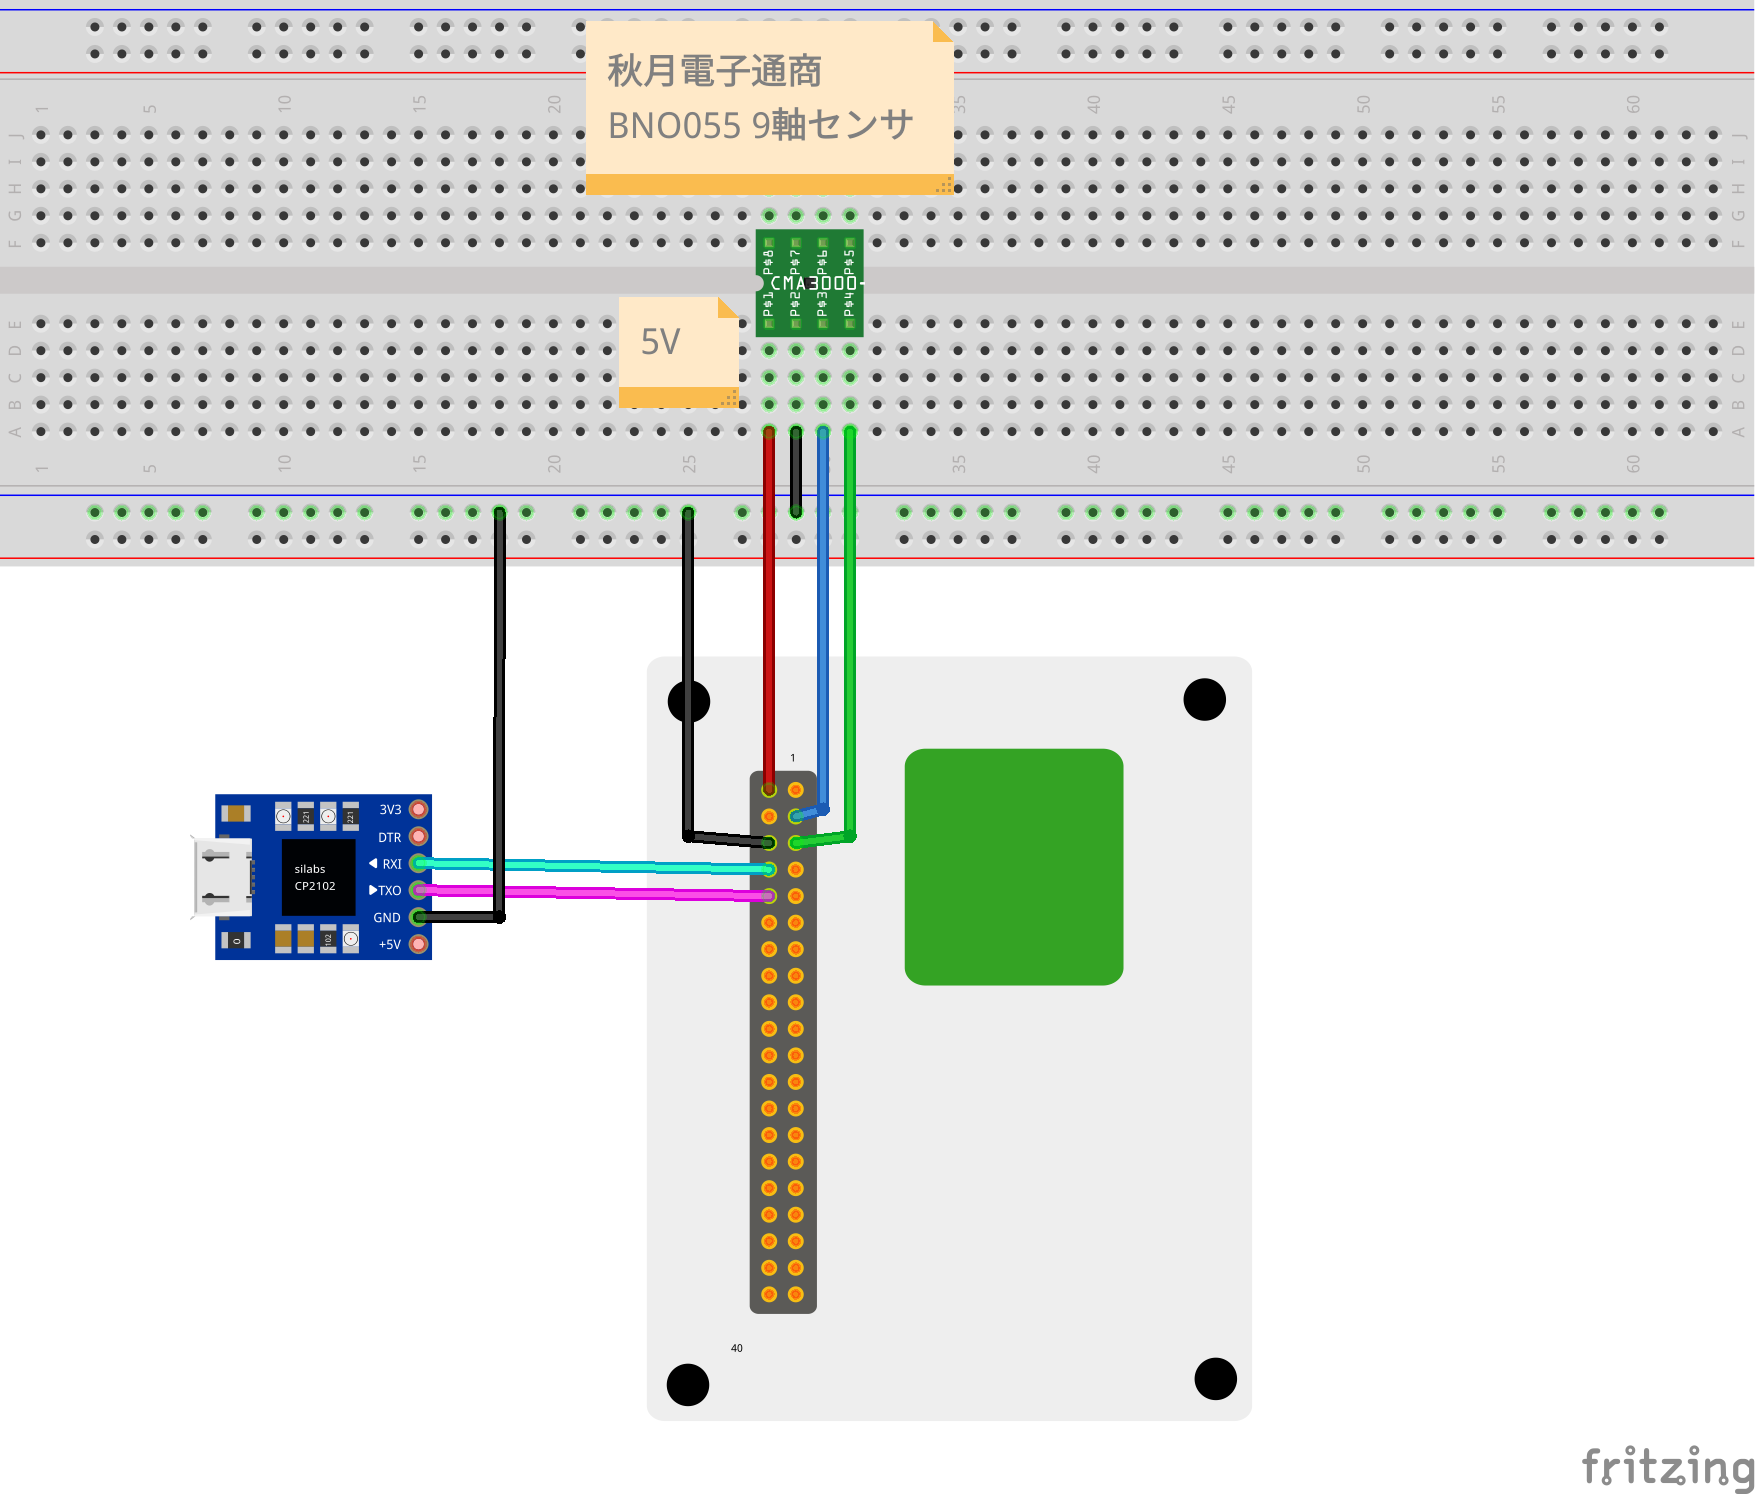 1 5 10 15 20 35 40 45 50 55 60
秋月電子通商
BNO055 9軸センサ
J J
I I
H H
G G
F F
P$8 P$7 P$6 P$5
CMA3000-
P$1 P$2 P$3 P$4
5V
E E
D D
C C
B B
A A
1 5 10 15 20 25 35 40 45 50 55 60
1
221 221
3V3
DTR
RXI
TXO
GND
+5V
silabs
CP2102
0 102
40
fritzing